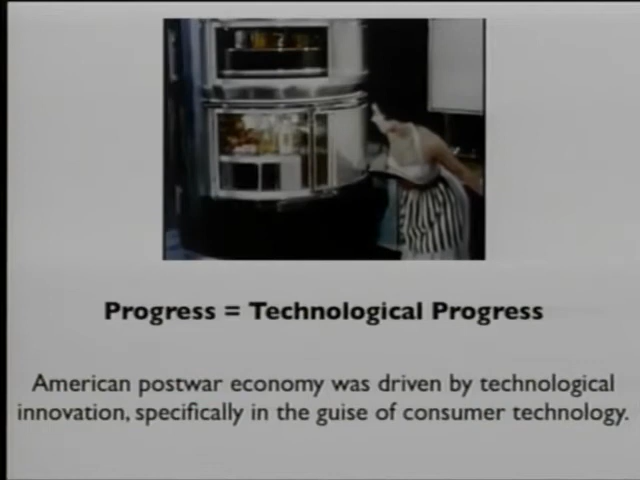 Progress = Technological Progress
American postwar economy was driven by technological
innovation, specifically in the guise of consumer technology.